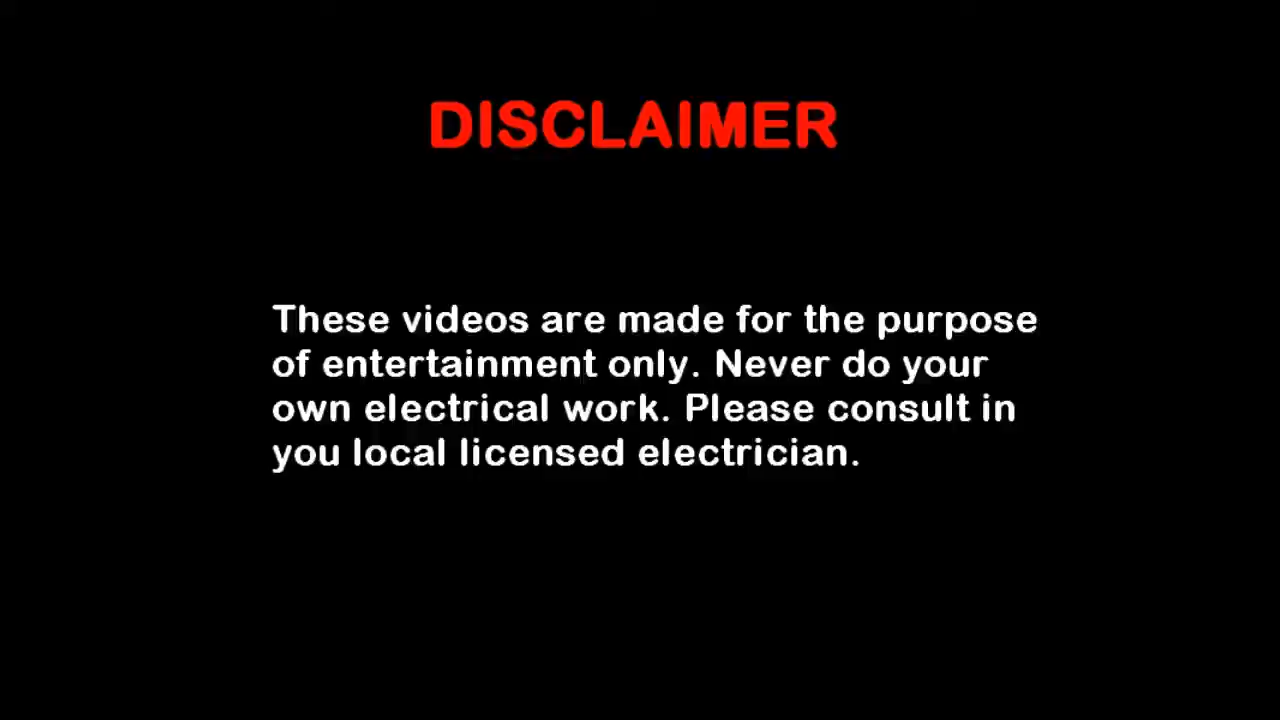 DISCLAIMER
These videos are made for the purpose
of entertainment only. Never do your
own electrical work. Please consult in
you local licensed electrician.